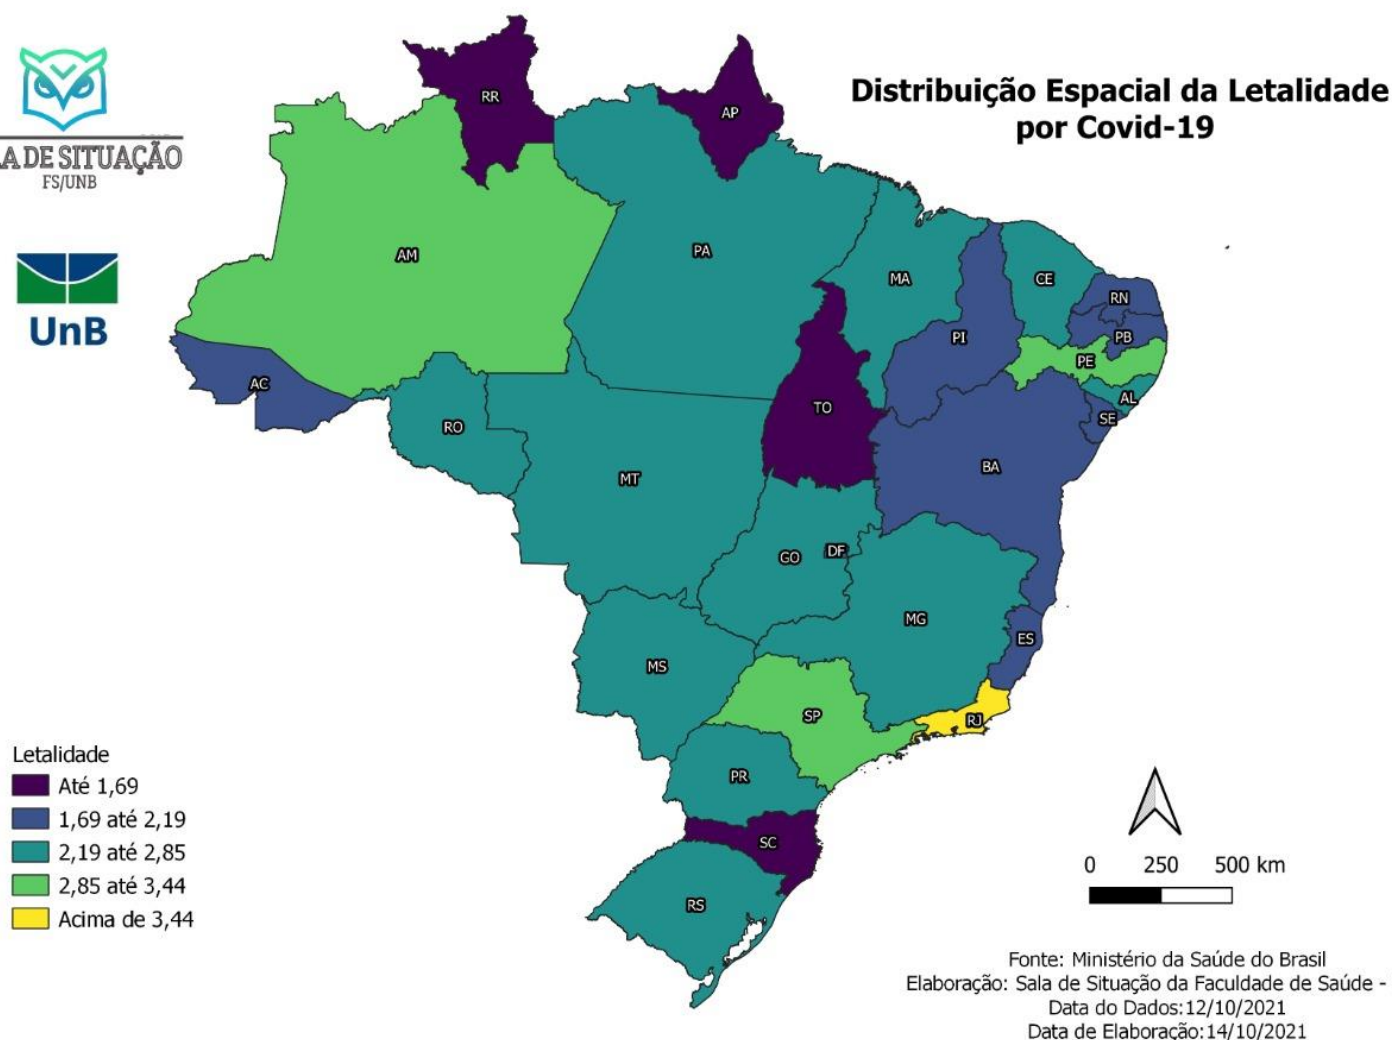 Distribuição Espacial da Letalidade
por Covid-19
A DE SITUAÇÃO
FS/UNB
UnB
RR
AP
AM
PA
MA
CE
RN
PB
PI
PE
AL
SE
AC
TO
RO
BA
MT
GO
DF
MG
ES
MS
SP
RJ
PR
SC
RS
Letalidade
Até 1,69
1,69 até 2,19
2,19 até 2,85
2,85 até 3,44
Acima de 3,44
0 250 500 km
Fonte: Ministério da Saúde do Brasil
Elaboração: Sala de Situação da Faculdade de Saúde -
Data do Dados:12/10/2021
Data de Elaboração:14/10/2021